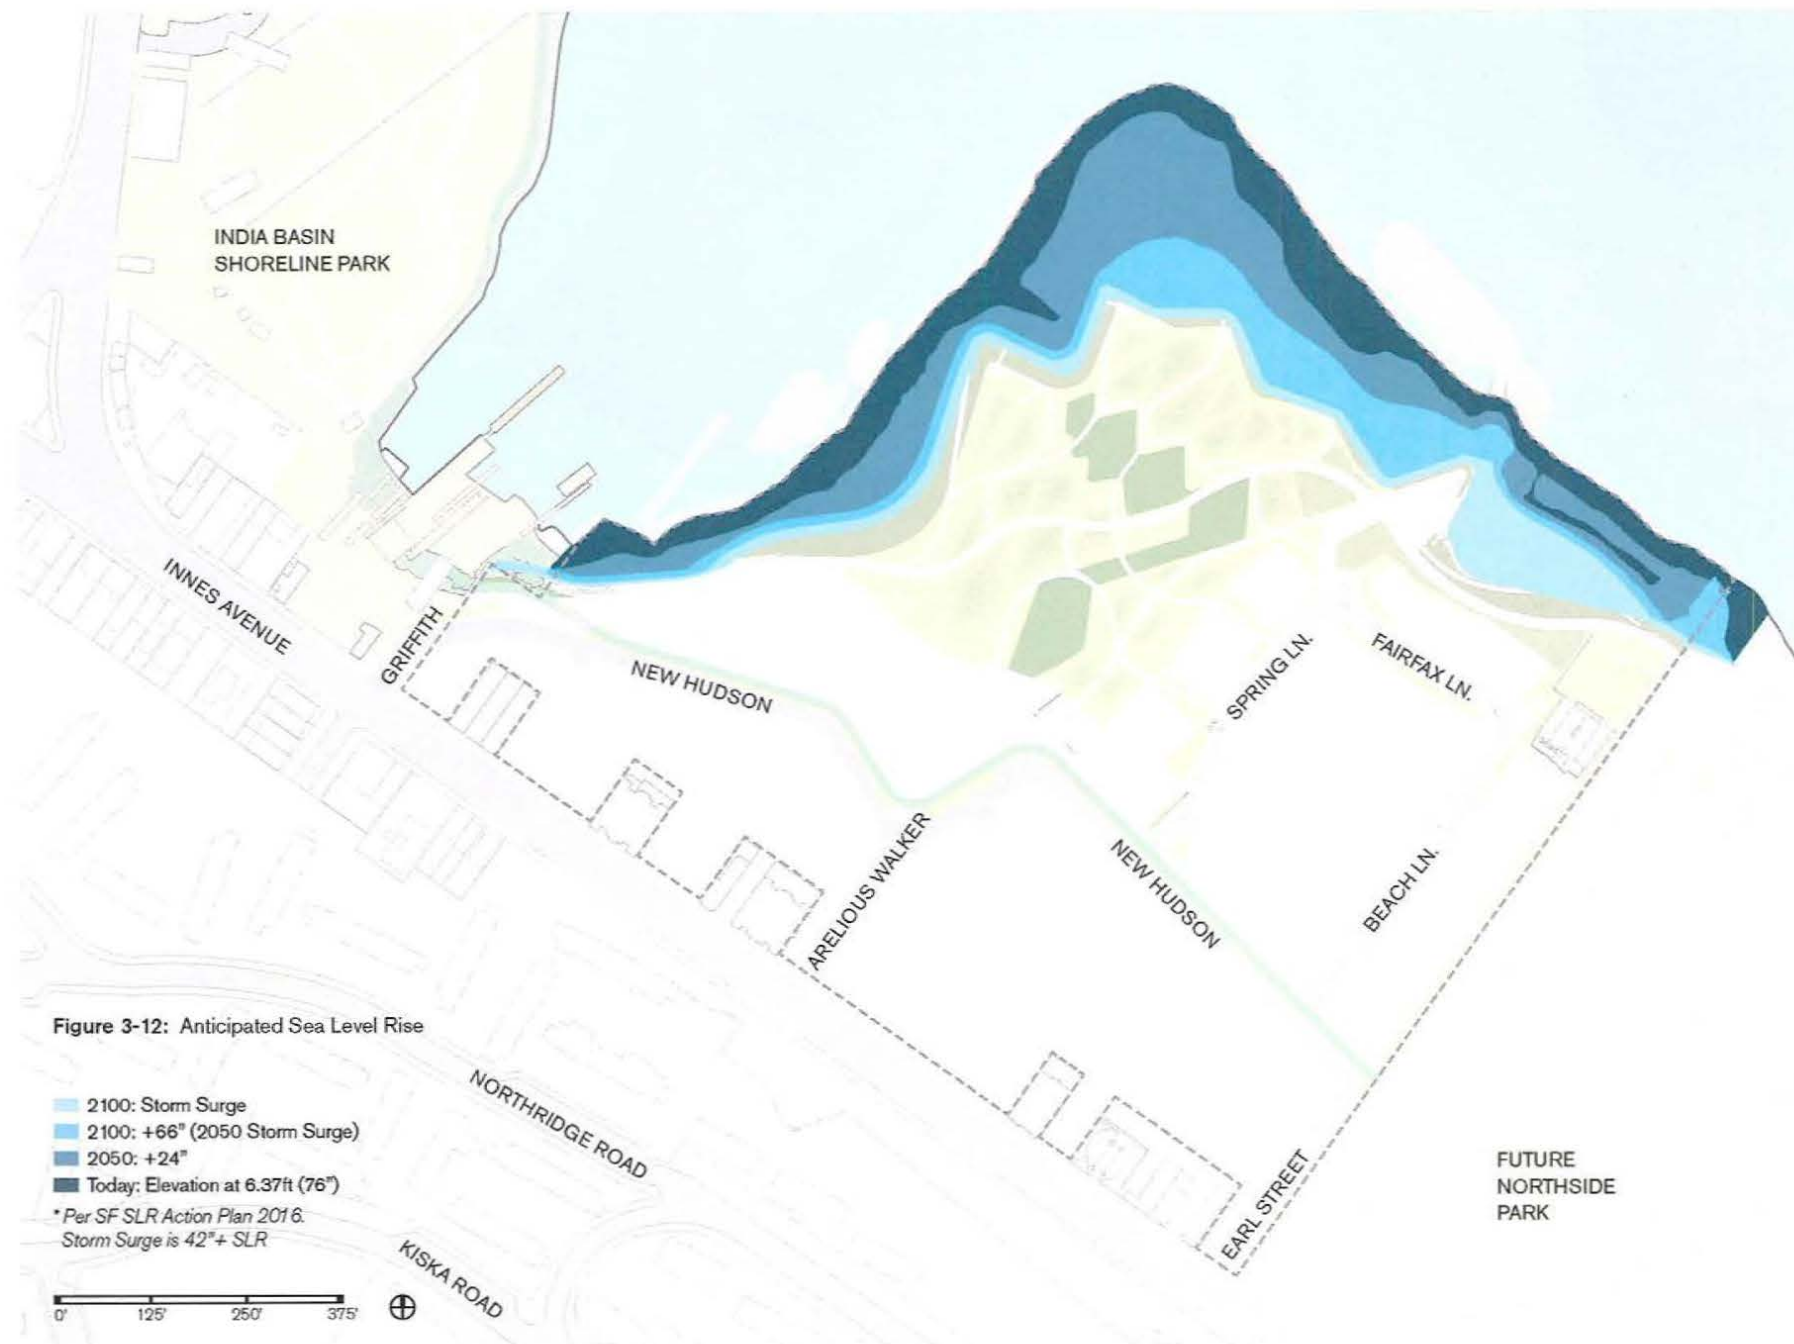 INDIA BASIN
SHORELINE PARK
INNES AVENUE
GRIFFITH
NEW HUDSON
SPRING LN.
FAIRFAX LN.
ARELIOUS WALKER
NEW HUDSON
BEACH LN.
Figure 3-12: Anticipated Sea Level Rise
2100: Storm Surge
2100: +66" (2050 Storm Surge)
2050: +24"
Today: Elevation at 6.37ft (76")
* Per SF SLR Action Plan 2016.
Storm Surge is 42"+ SLR
NORTHRIDGE ROAD
KISKA ROAD
EARL STREET
FUTURE
NORTHSIDE
PARK
0' 125' 250' 375'